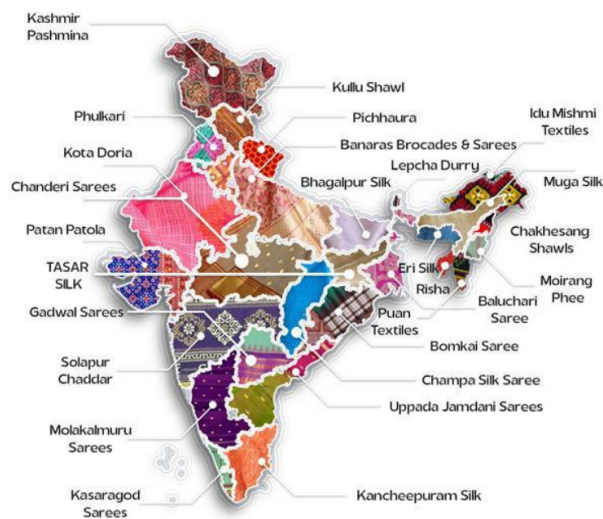 Kashmir
Pashmina
Kullu Shawl
Phulkari
Pichhaura
Idu Mishmi
Textiles
Kota Doria
Banaras Brocades & Sarees
Lepcha Durry
Chanderi Sarees
Bhagalpur Silk
Muga Silk
Patan Patola
Chakhesang
Shawls
TASAR
SILK
Eri Silk
Risha
Moirang
Phee
Gadwal Sarees
Puan
Textiles
Baluchari
Saree
Bomkai Saree
Solapur
Chaddar
Champa Silk Saree
Uppada Jamdani Sarees
Molakalmuru
Sarees
Kasaragod
Sarees
Kancheepuram Silk